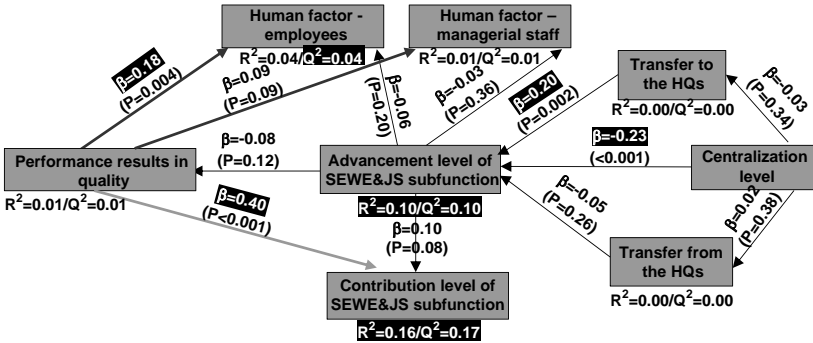 Human factor -
employees
R²=0.04/Q²=0.04
Human factor –
managerial staff
R²=0.01/Q²=0.01
β=0.18
(P=0.004)
β=0.09
(P=0.09)
β=-0.06
(P=0.20)
β=-0.03
(P=0.36)
β=0.20
(P=0.002)
Transfer to
the HQs
R²=0.00/Q²=0.00
β=-0.03
(P=0.34)
Performance results in
quality
R²=0.01/Q²=0.01
β=-0.08
(P=0.12)
Advancement level of
SEWE&JS subfunction
R²=0.10/Q²=0.10
β=-0.23
(<0.001)
Centralization
level
β=0.40
(P<0.001)
β=0.10
(P=0.08)
β=-0.05
(P=0.26)
β=0.02
(P=0.38)
Transfer from
the HQs
R²=0.00/Q²=0.00
Contribution level of
SEWE&JS subfunction
R²=0.16/Q²=0.17